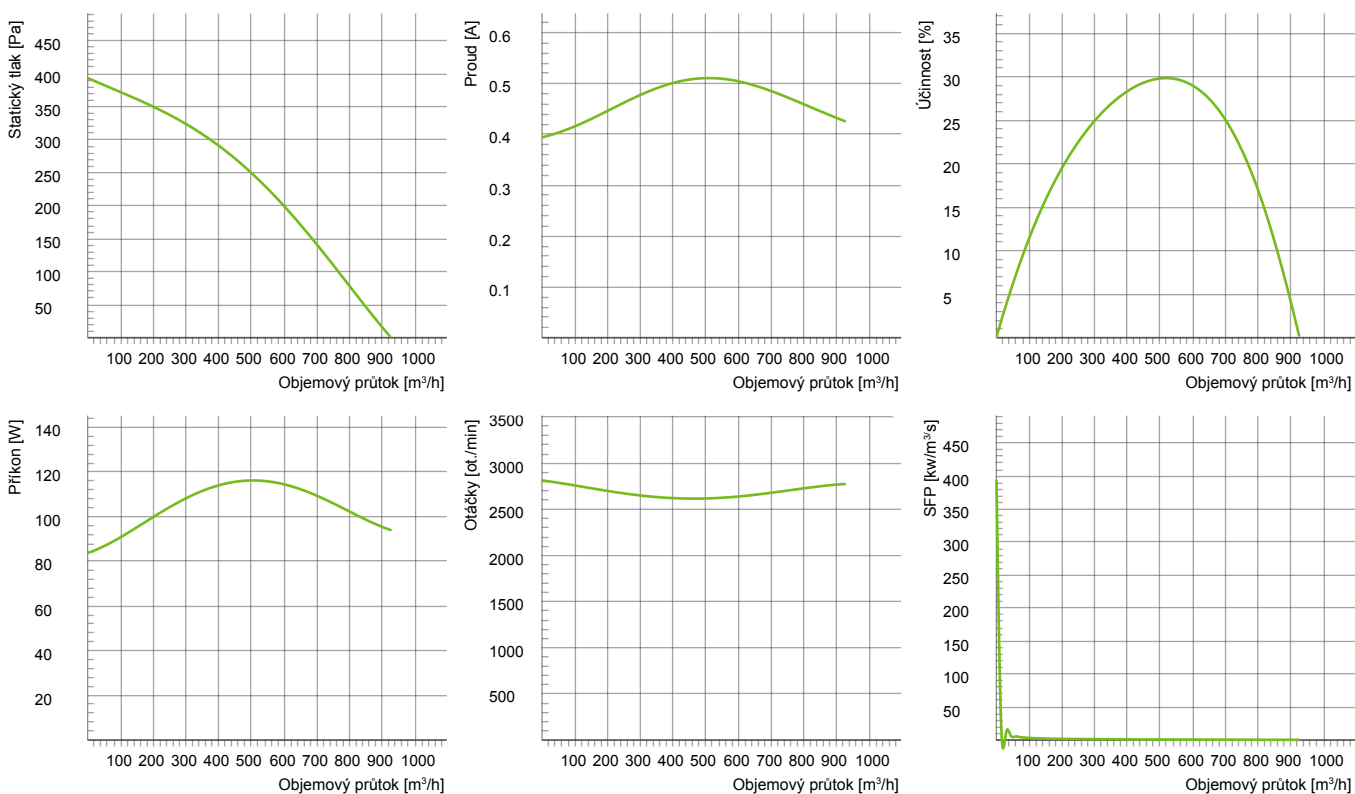 Statický tlak [Pa]
450
400
350
300
250
200
150
100
50
100 200 300 400 500 600 700 800 900 1000
Objemový průtok [m³/h]
Proud [A]
0.6
0.5
0.4
0.3
0.2
0.1
100 200 300 400 500 600 700 800 900 1000
Objemový průtok [m³/h]
Účinnost [%]
35
30
25
20
15
10
5
100 200 300 400 500 600 700 800 900 1000
Objemový průtok [m³/h]
Příkon [W]
140
120
100
80
60
40
20
100 200 300 400 500 600 700 800 900 1000
Objemový průtok [m³/h]
Otáčky [ot./min]
3500
3000
2500
2000
1500
1000
500
100 200 300 400 500 600 700 800 900 1000
Objemový průtok [m³/h]
SFP [kw/m³/s]
450
400
350
300
250
200
150
100
50
100 200 300 400 500 600 700 800 900 1000
Objemový průtok [m³/h]